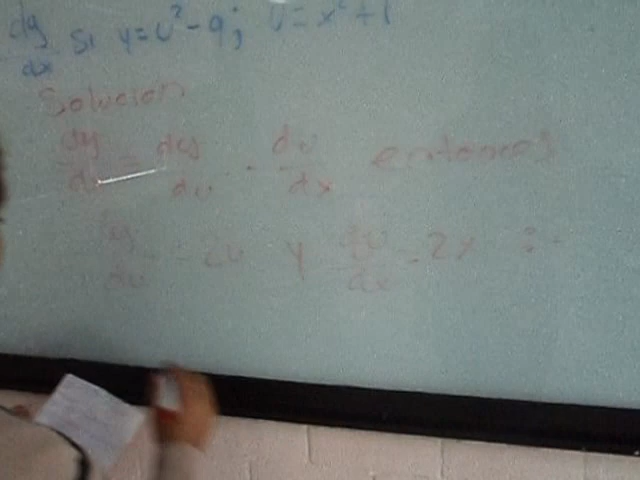 dy/dx si y=u²-9; u=x²+1
Solución
dy/dx = dy/du · du/dx entonces
dy/du = 2u y du/dx = 2x